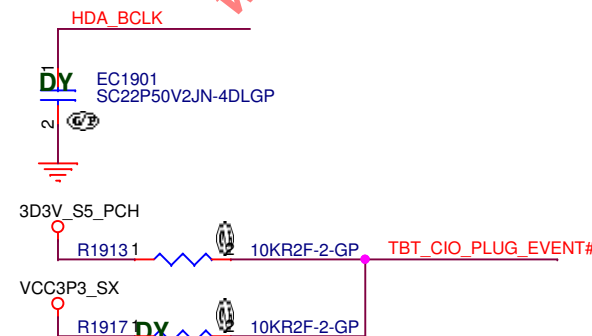 HDA_BCLK
1
DY
EC1901
SC22P50V2JN-4DLGP
2
G/P
3D3V_S5_PCH
R1913 1
2 10KR2F-2-GP
TBT_CIO_PLUG_EVENT#
VCC3P3_SX
R1917 1 DY
2 10KR2F-2-GP